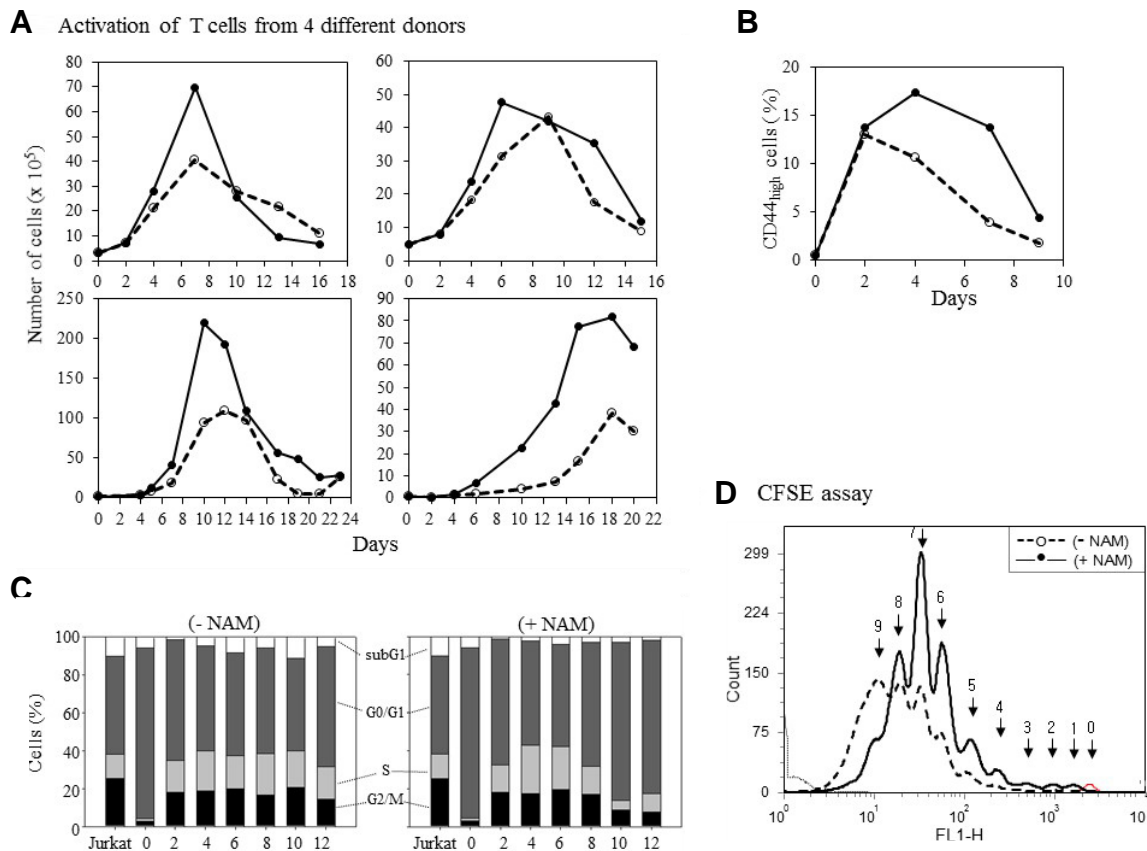 A Activation of T cells from 4 different donors
B
Number of cells (x 10⁵)
80
70
60
50
40
30
20
10
0
0 2 4 6 8 10 12 14 16 18
60
50
40
30
20
10
0
0 2 4 6 8 10 12 14 16
250
200
150
100
50
0
0 2 4 6 8 10 12 14 16 18 20 22 24
90
80
70
60
50
40
30
20
10
0
0 2 4 6 8 10 12 14 16 18 20 22
Days
CD44high cells (%)
20
15
10
5
0
0 2 4 6 8 10
Days
C
(- NAM)
(+ NAM)
Cells (%)
100
80
60
40
20
0
subG1
G0/G1
S
G2/M
Jurkat 0 2 4 6 8 10 12
Jurkat 0 2 4 6 8 10 12
D CFSE assay
(- NAM)
(+ NAM)
Count
299
224
150
75
0
9 8 6 5 4 3 2 1 0
10⁰ 10¹ 10² 10³ 10
FL1-H